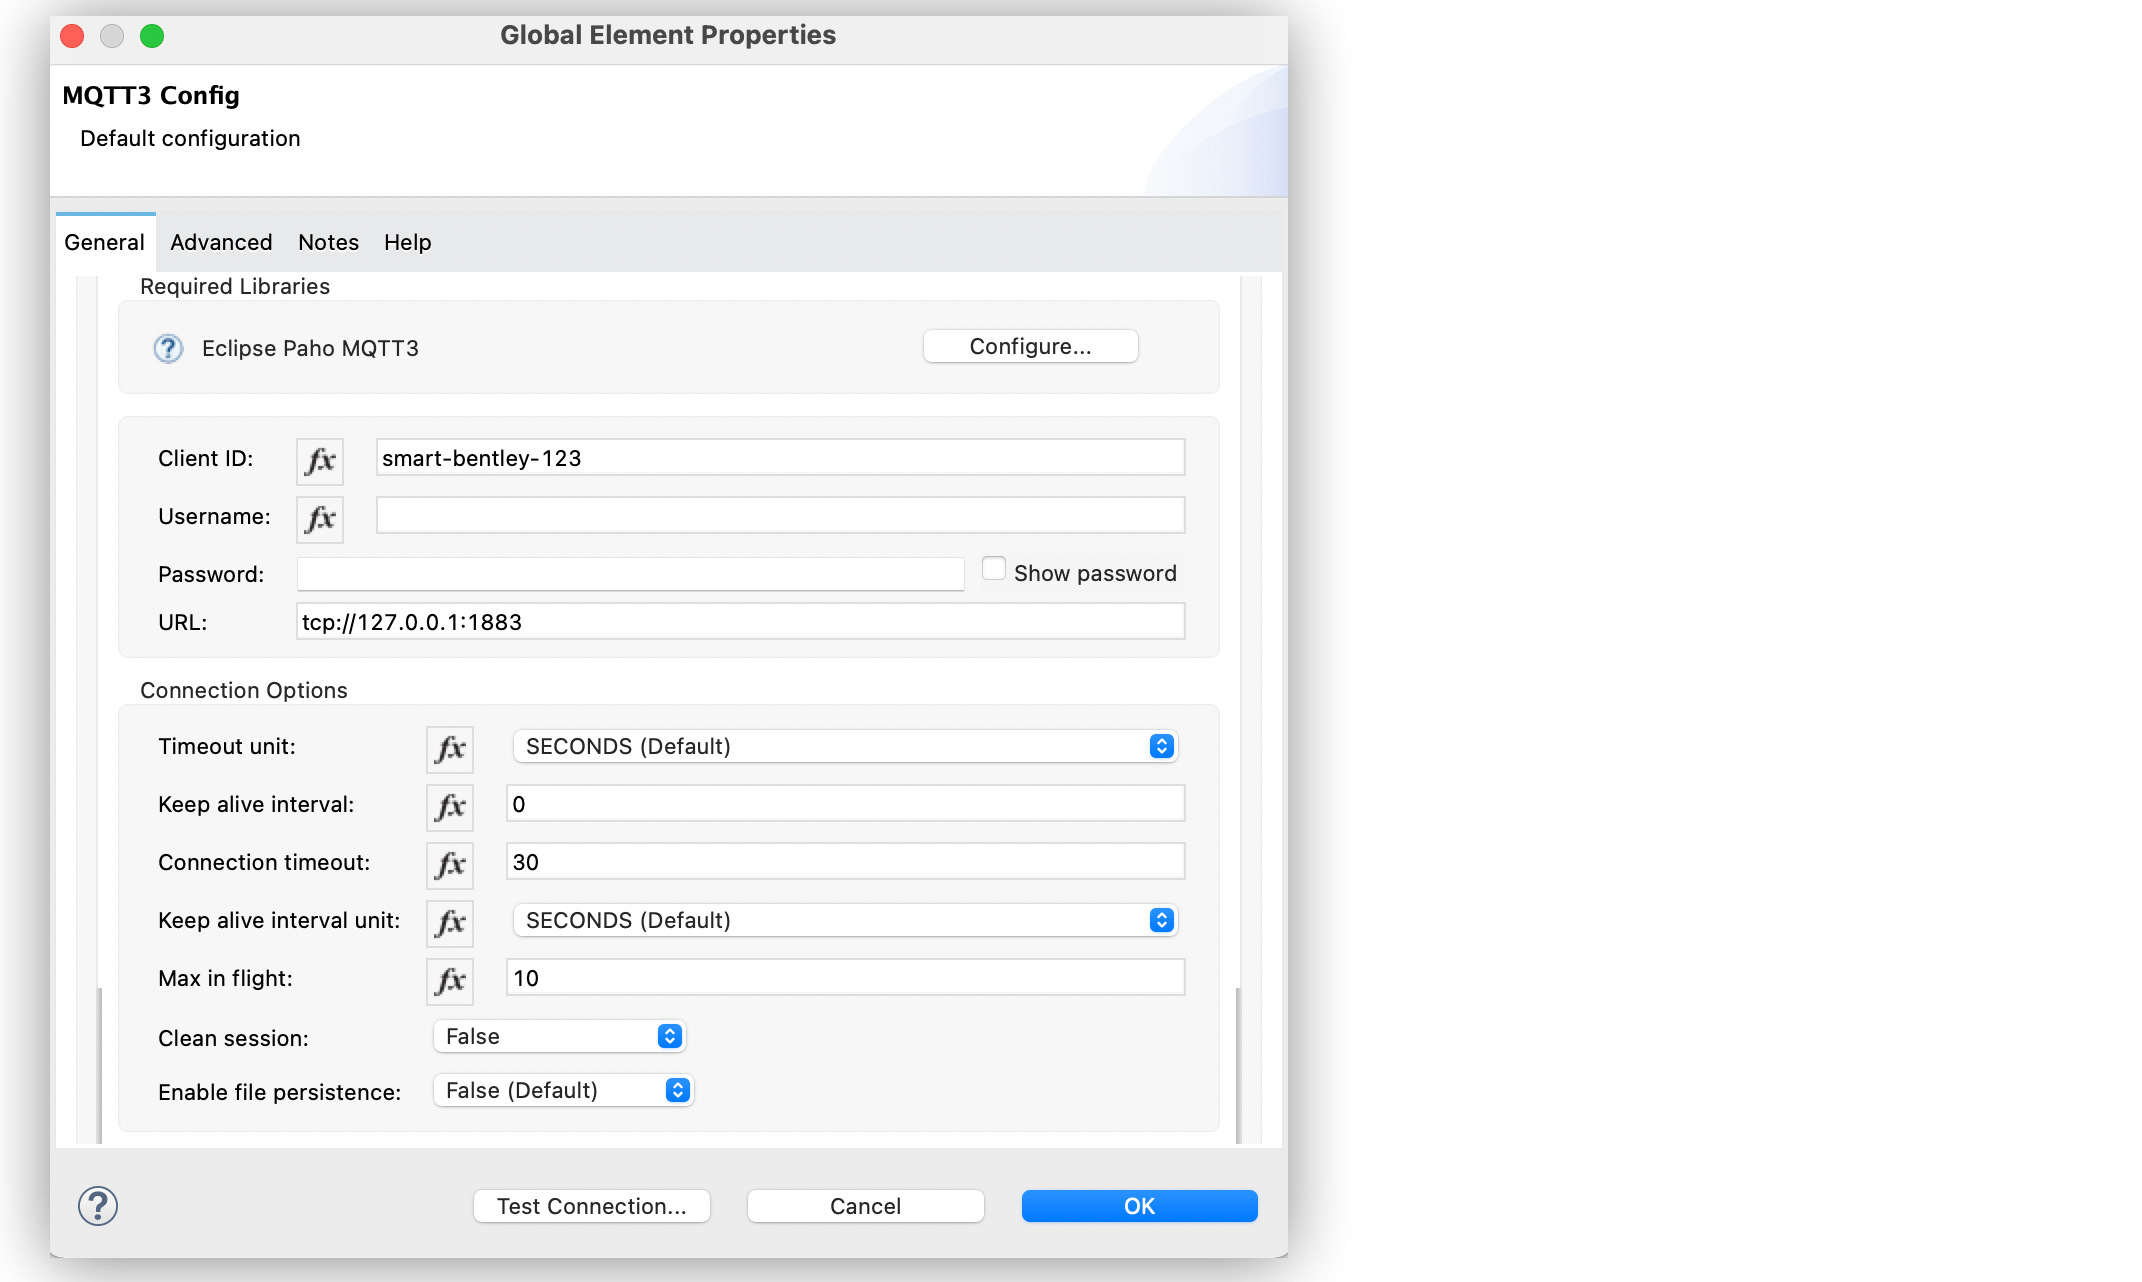 Global Element Properties
MQTT3 Config
Default configuration
General Advanced Notes Help
Required Libraries
? Eclipse Paho MQTT3 Configure...
Client ID: fx smart-bentley-123
Username: fx
Password: Show password
URL: tcp://127.0.0.1:1883
Connection Options
Timeout unit: fx SECONDS (Default)
Keep alive interval: fx 0
Connection timeout: fx 30
Keep alive interval unit: fx SECONDS (Default)
Max in flight: fx 10
Clean session: False
Enable file persistence: False (Default)
? Test Connection... Cancel OK